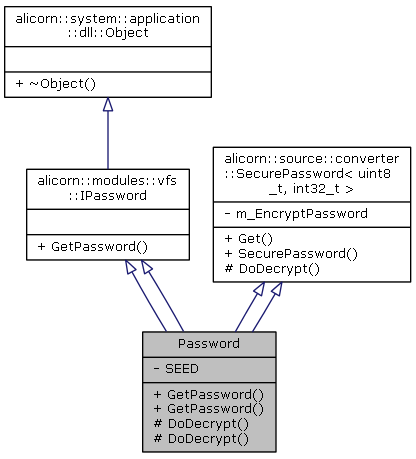 alicorn::system::application
::dll::Object
+ ~Object()
alicorn::modules::vfs
::IPassword
+ GetPassword()
alicorn::source::converter
::SecurePassword< uint8
_t, int32_t >
- m_EncryptPassword
+ Get()
+ SecurePassword()
# DoDecrypt()
Password
- SEED
+ GetPassword()
+ GetPassword()
# DoDecrypt()
# DoDecrypt()